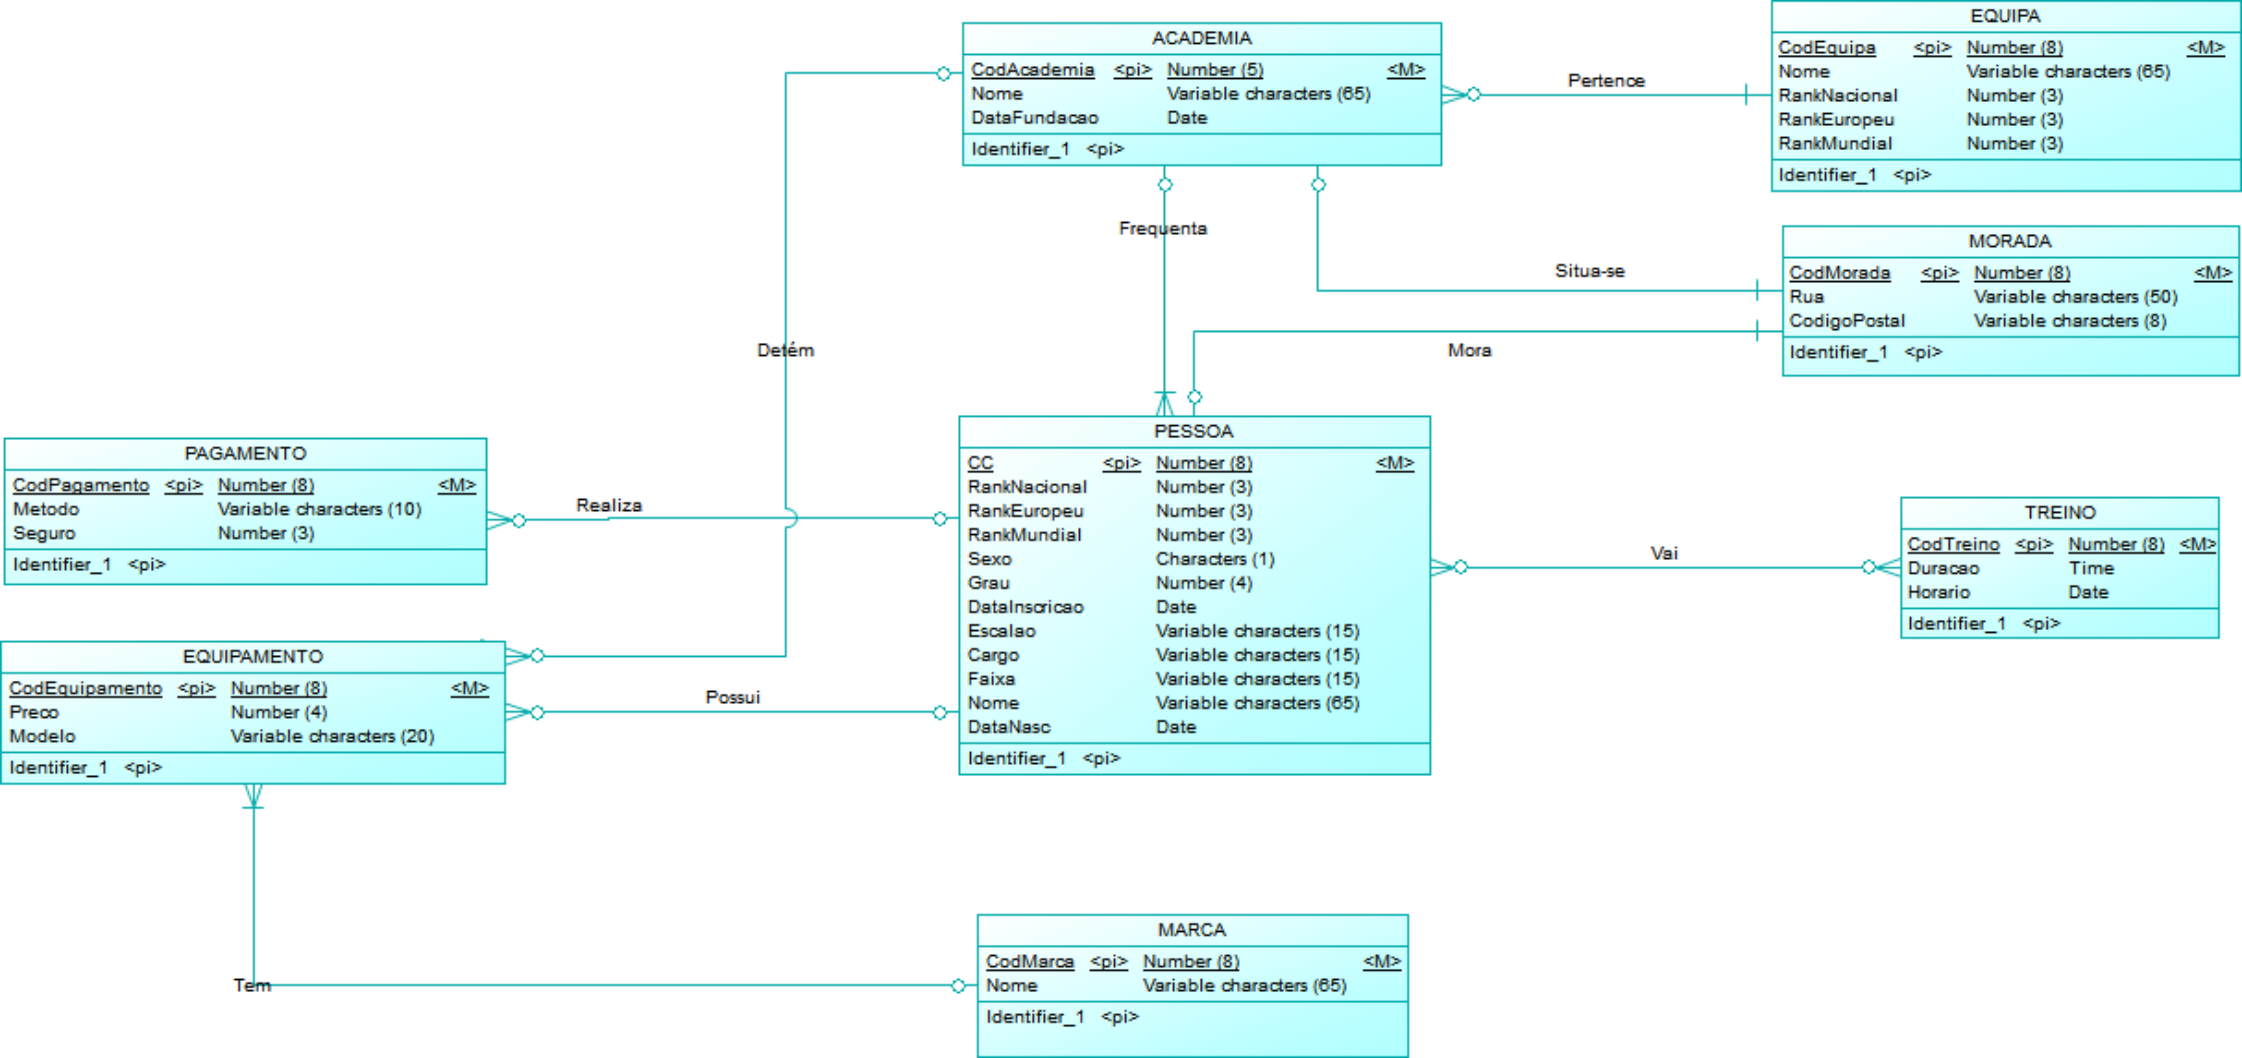 ACADEMIA
CodAcademia <pi> Number (5) <M>
Nome Variable characters (65)
DataFundacao Date
Identifier_1 <pi>
EQUIPA
CodEquipa <pi> Number (8) <M>
Nome Variable characters (65)
RankNacional Number (3)
RankEuropeu Number (3)
RankMundial Number (3)
Identifier_1 <pi>
Pertence
Frequenta
Situa-se
MORADA
CodMorada <pi> Number (8) <M>
Rua Variable characters (50)
CodigoPostal Variable characters (8)
Identifier_1 <pi>
Detém
Mora
PAGAMENTO
CodPagamento <pi> Number (8) <M>
Metodo Variable characters (10)
Seguro Number (3)
Identifier_1 <pi>
Realiza
PESSOA
CC <pi> Number (8) <M>
RankNacional Number (3)
RankEuropeu Number (3)
RankMundial Number (3)
Sexo Characters (1)
Grau Number (4)
DataInscricao Date
Escalao Variable characters (15)
Cargo Variable characters (15)
Faixa Variable characters (15)
Nome Variable characters (65)
DataNasc Date
Identifier_1 <pi>
Vai
TREINO
CodTreino <pi> Number (8) <M>
Duracao Time
Horario Date
Identifier_1 <pi>
EQUIPAMENTO
CodEquipamento <pi> Number (8) <M>
Preco Number (4)
Modelo Variable characters (20)
Identifier_1 <pi>
Possui
Tem
MARCA
CodMarca <pi> Number (8) <M>
Nome Variable characters (65)
Identifier_1 <pi>